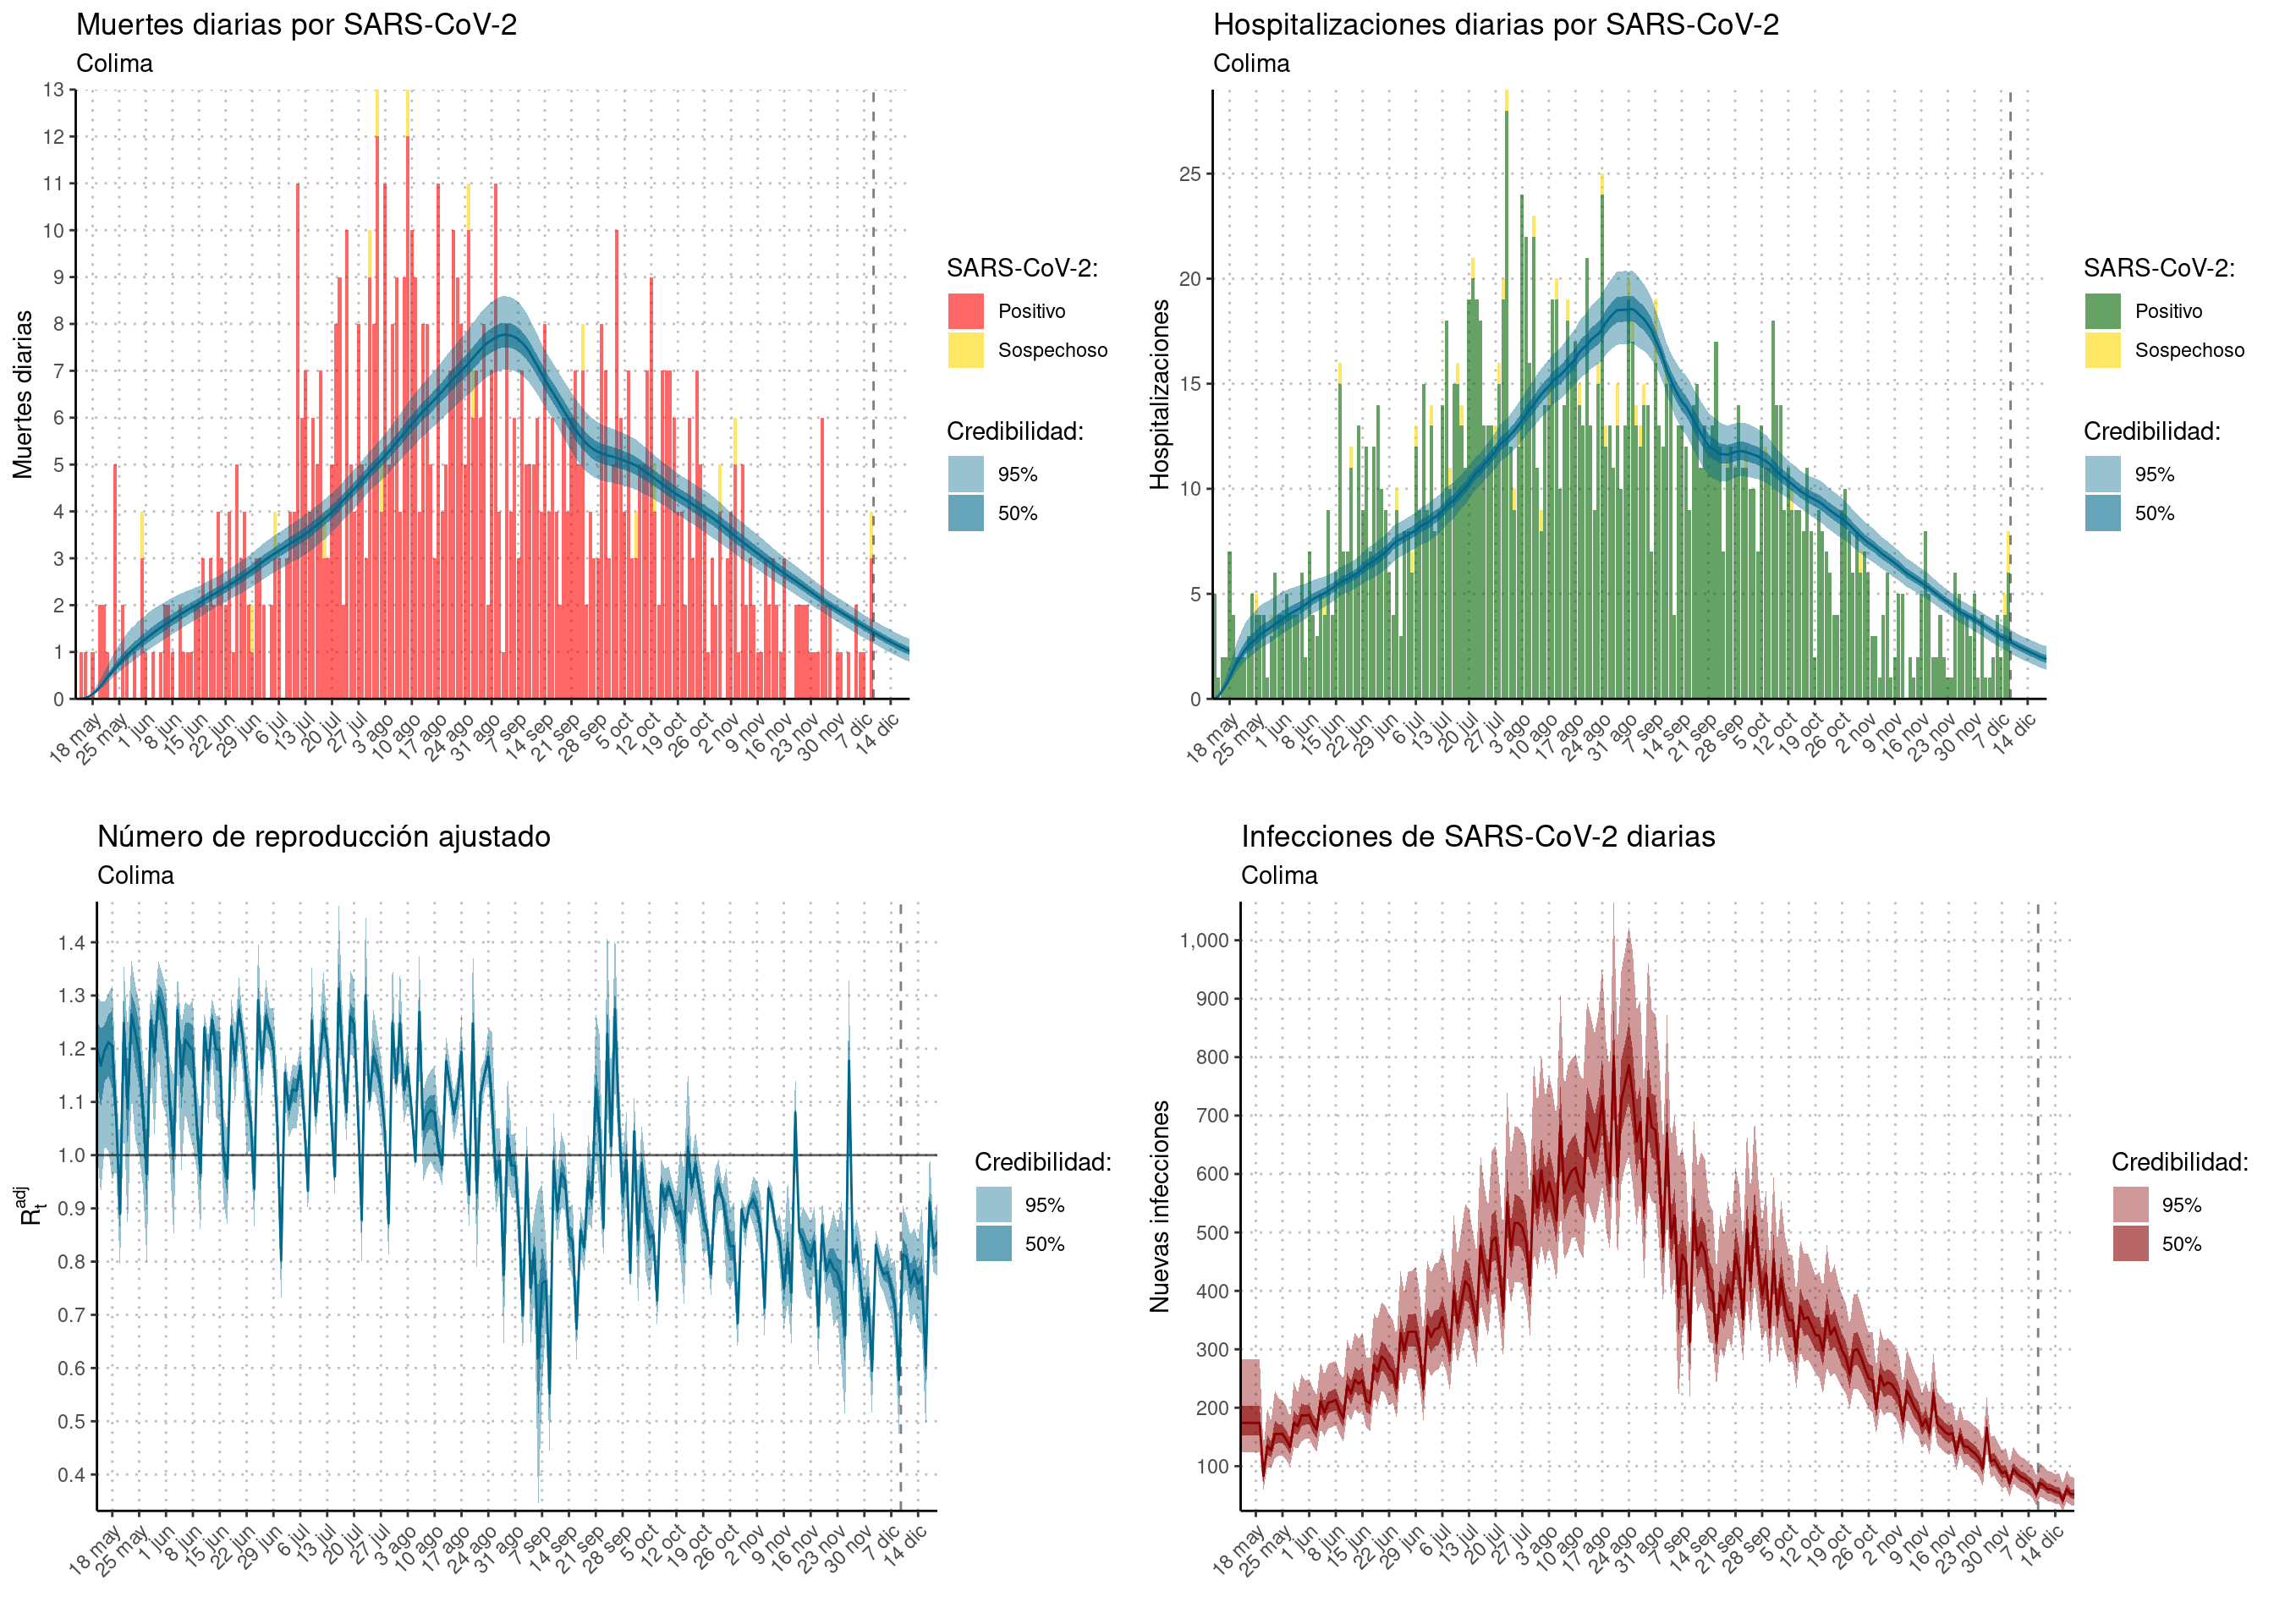 Muertes diarias por SARS-CoV-2
Colima
Muertes diarias
13
12
11
10
9
8
7
6
5
4
3
2
1
0
18 may
25 may
1 jun
8 jun
15 jun
22 jun
29 jun
6 jul
13 jul
20 jul
27 jul
3 ago
10 ago
17 ago
24 ago
31 ago
7 sep
14 sep
21 sep
28 sep
5 oct
12 oct
19 oct
26 oct
2 nov
9 nov
16 nov
23 nov
30 nov
7 dic
14 dic
SARS-CoV-2:
Positivo
Sospechoso
Credibilidad:
95%
50%
Hospitalizaciones diarias por SARS-CoV-2
Colima
Hospitalizaciones
25
20
15
10
5
0
18 may
25 may
1 jun
8 jun
15 jun
22 jun
29 jun
6 jul
13 jul
20 jul
27 jul
3 ago
10 ago
17 ago
24 ago
31 ago
7 sep
14 sep
21 sep
28 sep
5 oct
12 oct
19 oct
26 oct
2 nov
9 nov
16 nov
23 nov
30 nov
7 dic
14 dic
SARS-CoV-2:
Positivo
Sospechoso
Credibilidad:
95%
50%
Número de reproducción ajustado
Colima
R_t^adj
1.4
1.3
1.2
1.1
1.0
0.9
0.8
0.7
0.6
0.5
0.4
18 may
25 may
1 jun
8 jun
15 jun
22 jun
29 jun
6 jul
13 jul
20 jul
27 jul
3 ago
10 ago
17 ago
24 ago
31 ago
7 sep
14 sep
21 sep
28 sep
5 oct
12 oct
19 oct
26 oct
2 nov
9 nov
16 nov
23 nov
30 nov
7 dic
14 dic
Credibilidad:
95%
50%
Infecciones de SARS-CoV-2 diarias
Colima
Nuevas infecciones
1,000
900
800
700
600
500
400
300
200
100
18 may
25 may
1 jun
8 jun
15 jun
22 jun
29 jun
6 jul
13 jul
20 jul
27 jul
3 ago
10 ago
17 ago
24 ago
31 ago
7 sep
14 sep
21 sep
28 sep
5 oct
12 oct
19 oct
26 oct
2 nov
9 nov
16 nov
23 nov
30 nov
7 dic
14 dic
Credibilidad:
95%
50%